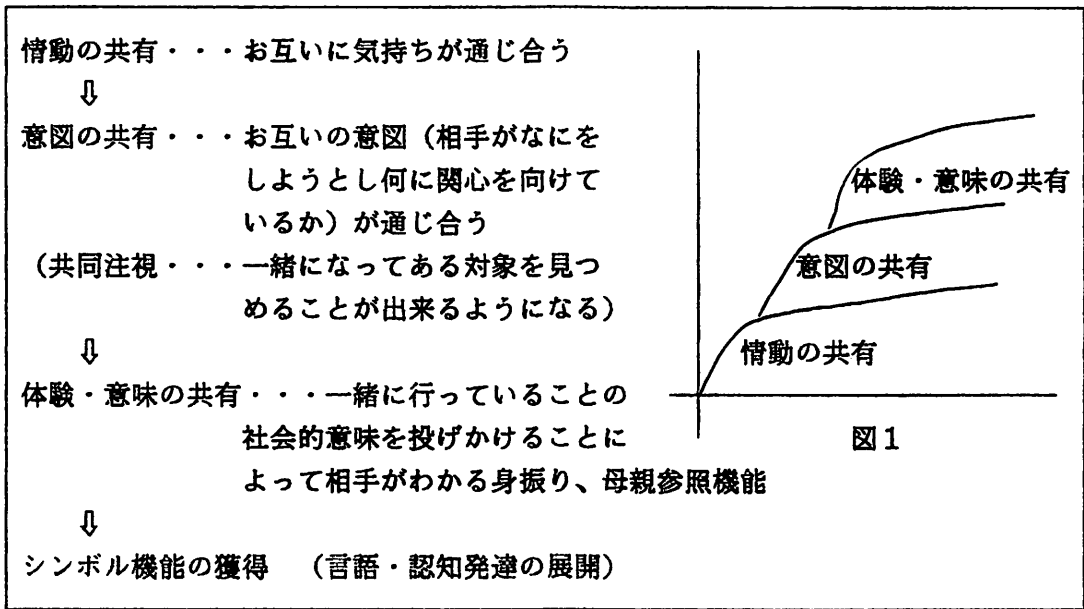 情動の共有・・・お互いに気持ちが通じ合う
⇩
意図の共有・・・お互いの意図（相手がなにを
しようとし何に関心を向けて
いるか）が通じ合う
（共同注視・・・一緒になってある対象を見つ
めることが出来るようになる）
⇩
体験・意味の共有・・・一緒に行っていることの
社会的意味を投げかけることに
よって相手がわかる身振り、母親参照機能
⇩
シンボル機能の獲得　（言語・認知発達の展開）
体験・意味の共有
意図の共有
情動の共有
図１